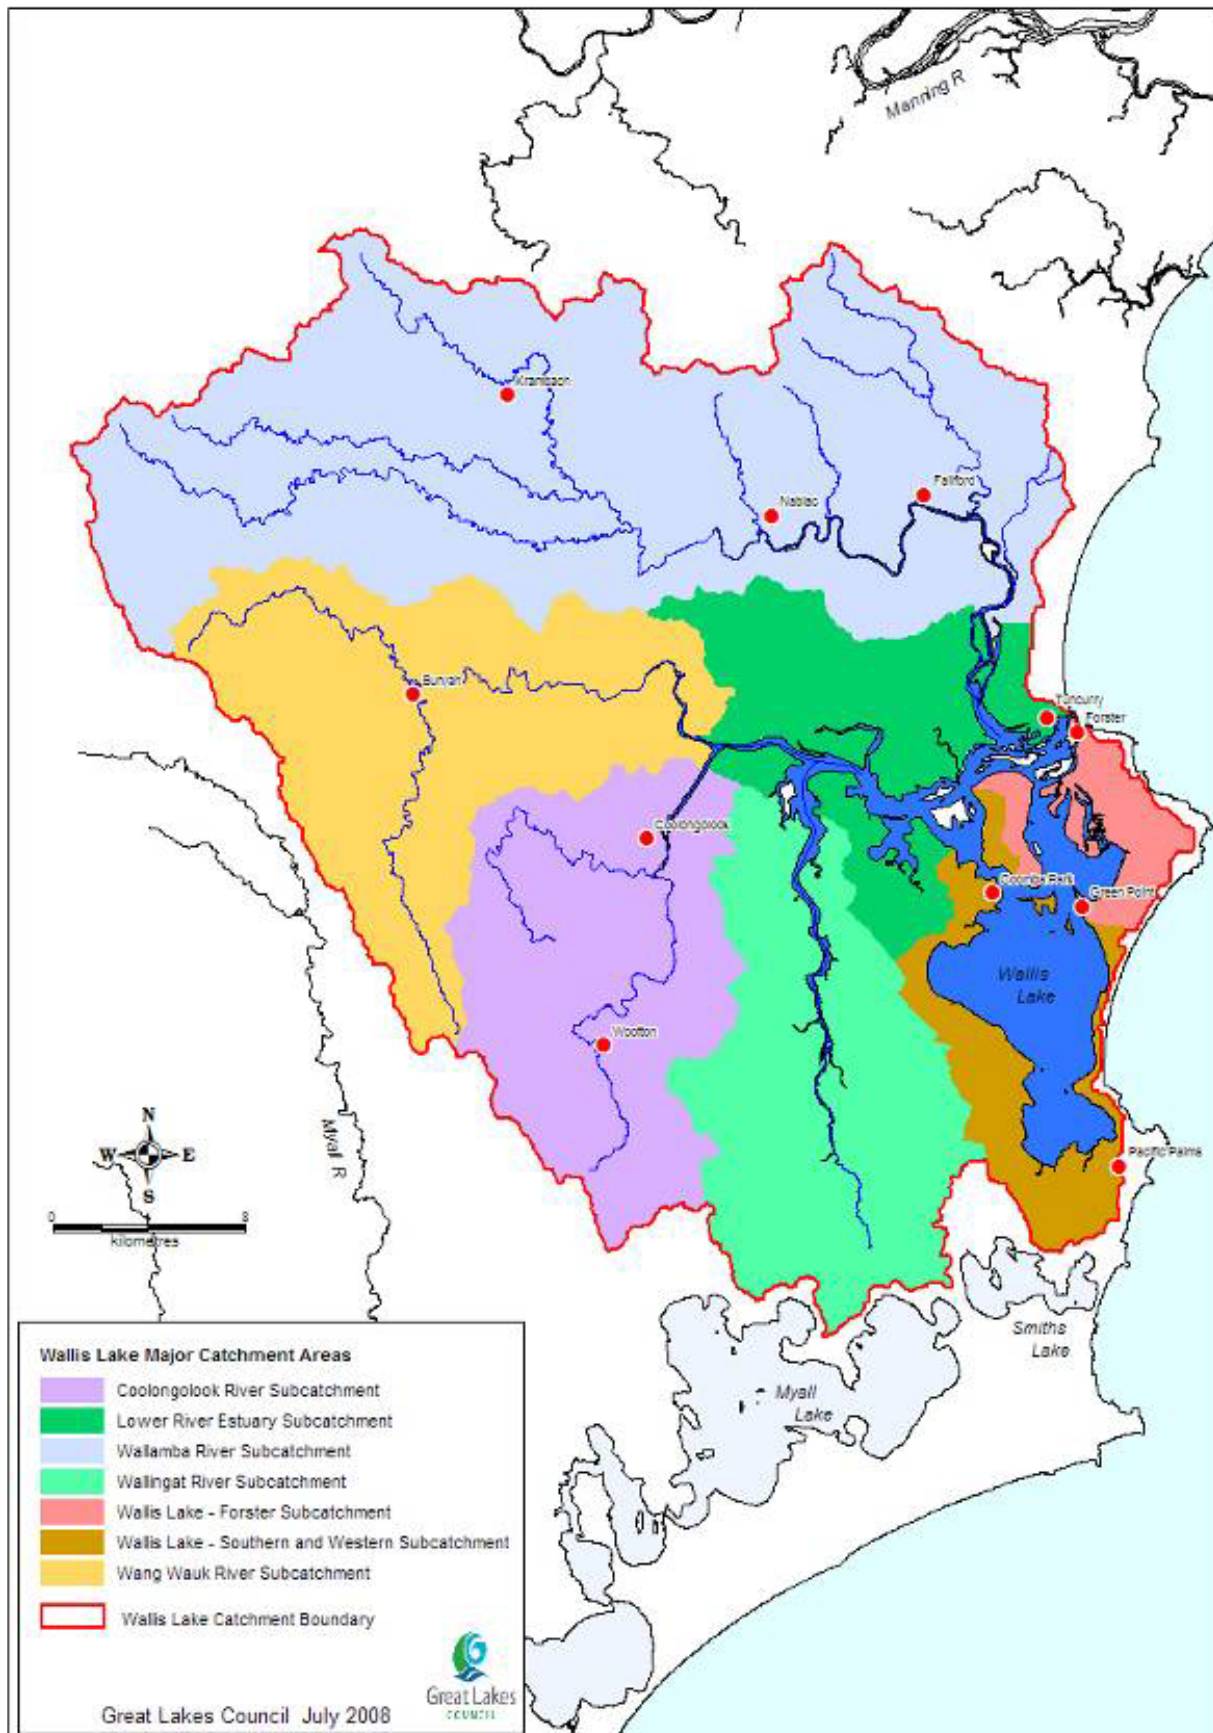 Manning R
Krambach
Failford
Nabiac
Bunyah
Tuncurry
Forster
Coolongolook
Coomba Park
Green Point
Wallis
Lake
Wootton
N
W E
S
Myall R
Pacific Palms
0 8
kilometres
Smiths
Lake
Myall
Lake
Wallis Lake Major Catchment Areas
Coolongolook River Subcatchment
Lower River Estuary Subcatchment
Wallamba River Subcatchment
Wallingat River Subcatchment
Wallis Lake - Forster Subcatchment
Wallis Lake - Southern and Western Subcatchment
Wang Wauk River Subcatchment
Wallis Lake Catchment Boundary
Great Lakes
COUNCIL
Great Lakes Council July 2008